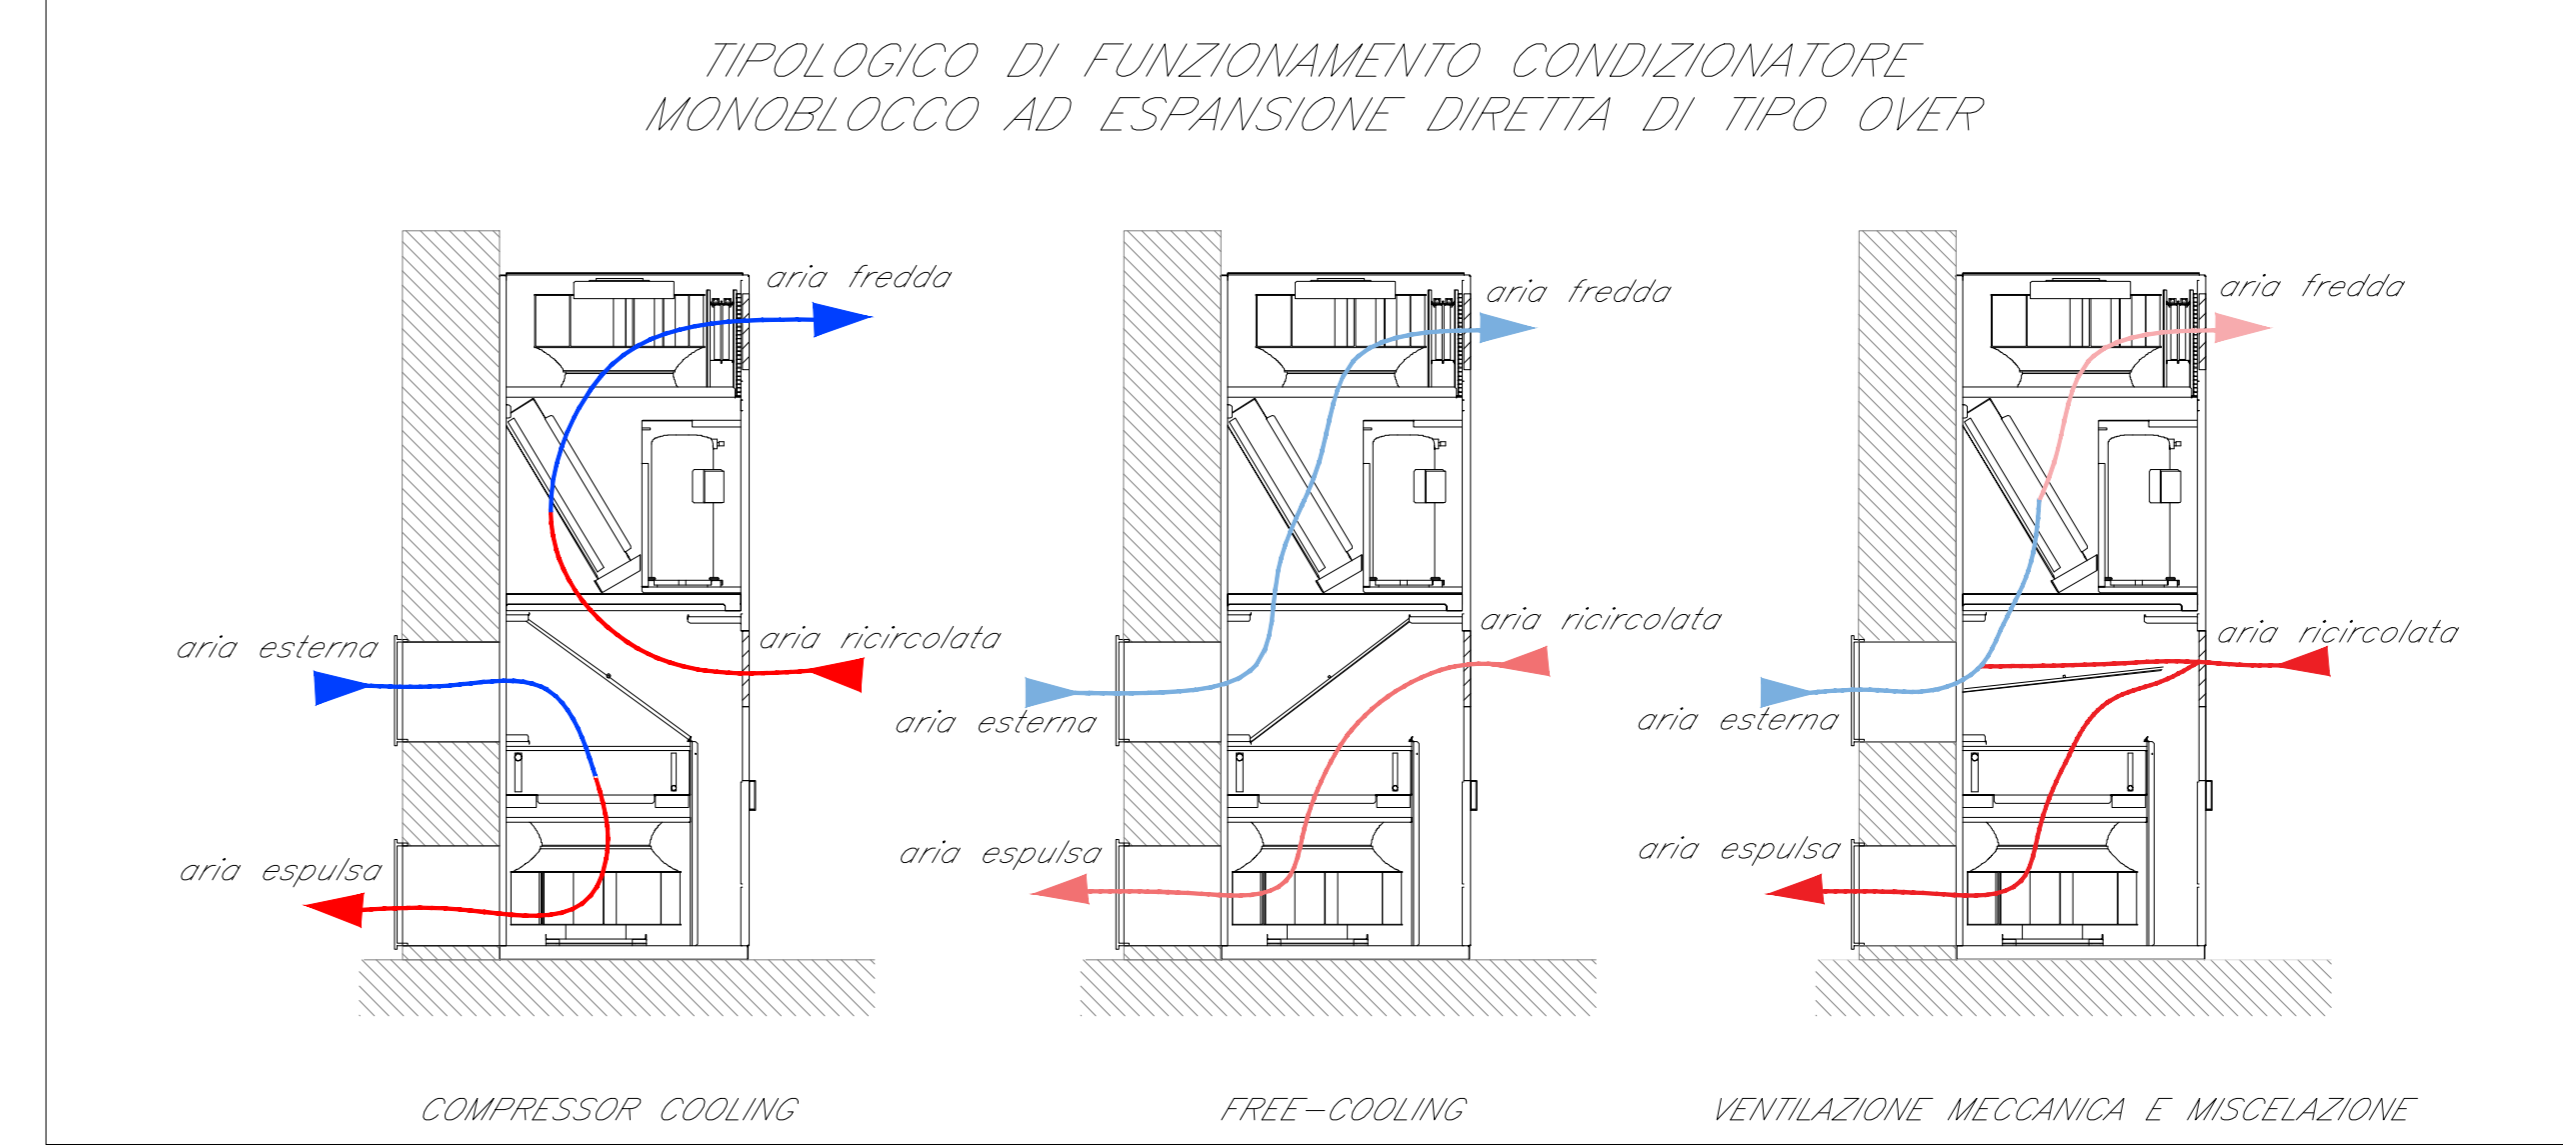 TIPOLOGICO DI FUNZIONAMENTO CONDIZIONATORE
MONOBLOCCO AD ESPANSIONE DIRETTA DI TIPO OVER
aria fredda
aria esterna
aria ricircolata
aria espulsa
COMPRESSOR COOLING
aria fredda
aria ricircolata
aria esterna
aria espulsa
FREE-COOLING
aria fredda
aria ricircolata
aria esterna
aria espulsa
VENTILAZIONE MECCANICA E MISCELAZIONE